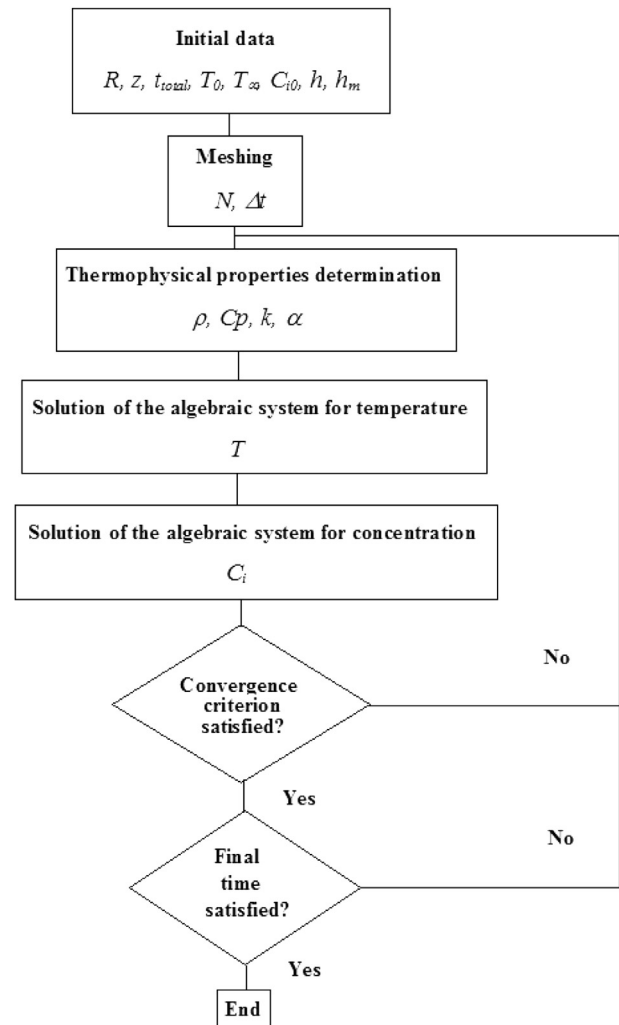 Initial data
R, z, t_total, T_0, T_∞, C_i0, h, h_m
Meshing
N, Δt
Thermophysical properties determination
ρ, Cp, k, α
Solution of the algebraic system for temperature
T
Solution of the algebraic system for concentration
C_i
Convergence
criterion
satisfied?
No
Yes
Final
time
satisfied?
No
Yes
End